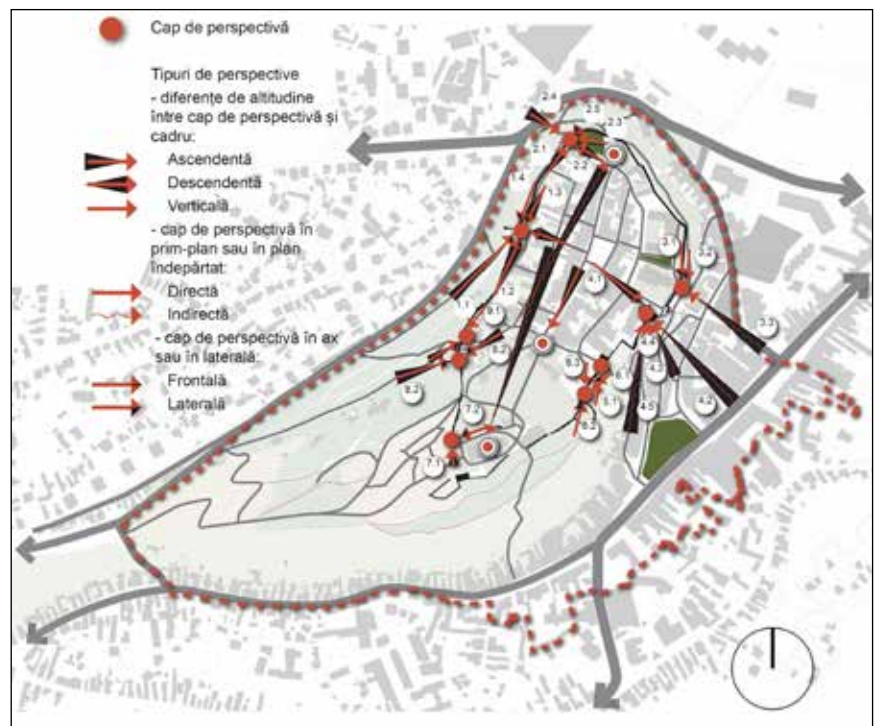 Cap de perspectivă
Tipuri de perspective
- diferențe de altitudine
între cap de perspectivă și
cadru:
Ascendentă
Descendentă
Verticală
- cap de perspectivă în
prim-plan sau în plan
îndepărtat:
Directă
Indirectă
- cap de perspectivă în ax
sau în laterală:
Frontală
Laterală
2.4
2.5
2.3
2.1
2.2
1.4
1.3
3.1
3.2
4.1
1.2
1.1
9.1
3.3
4.4
8.2
8.2
6.3
6.1
4.3
5.1
4.5
4.2
7.2
6.2
7.1